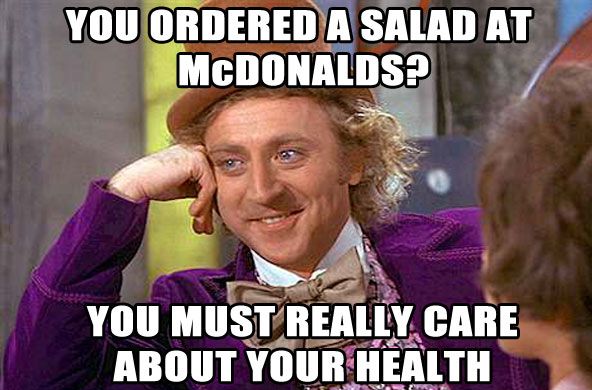 YOU ORDERED A SALAD AT
McDONALDS?
YOU MUST REALLY CARE
ABOUT YOUR HEALTH